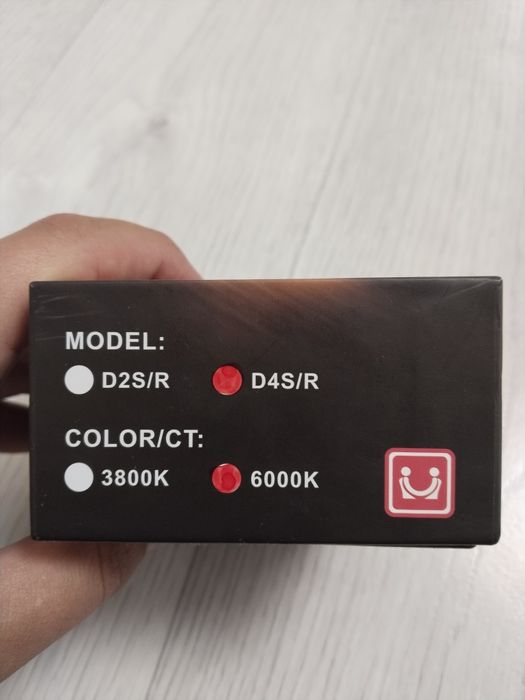 MODEL:
D2S/R D4S/R
COLOR/CT:
3800K 6000K